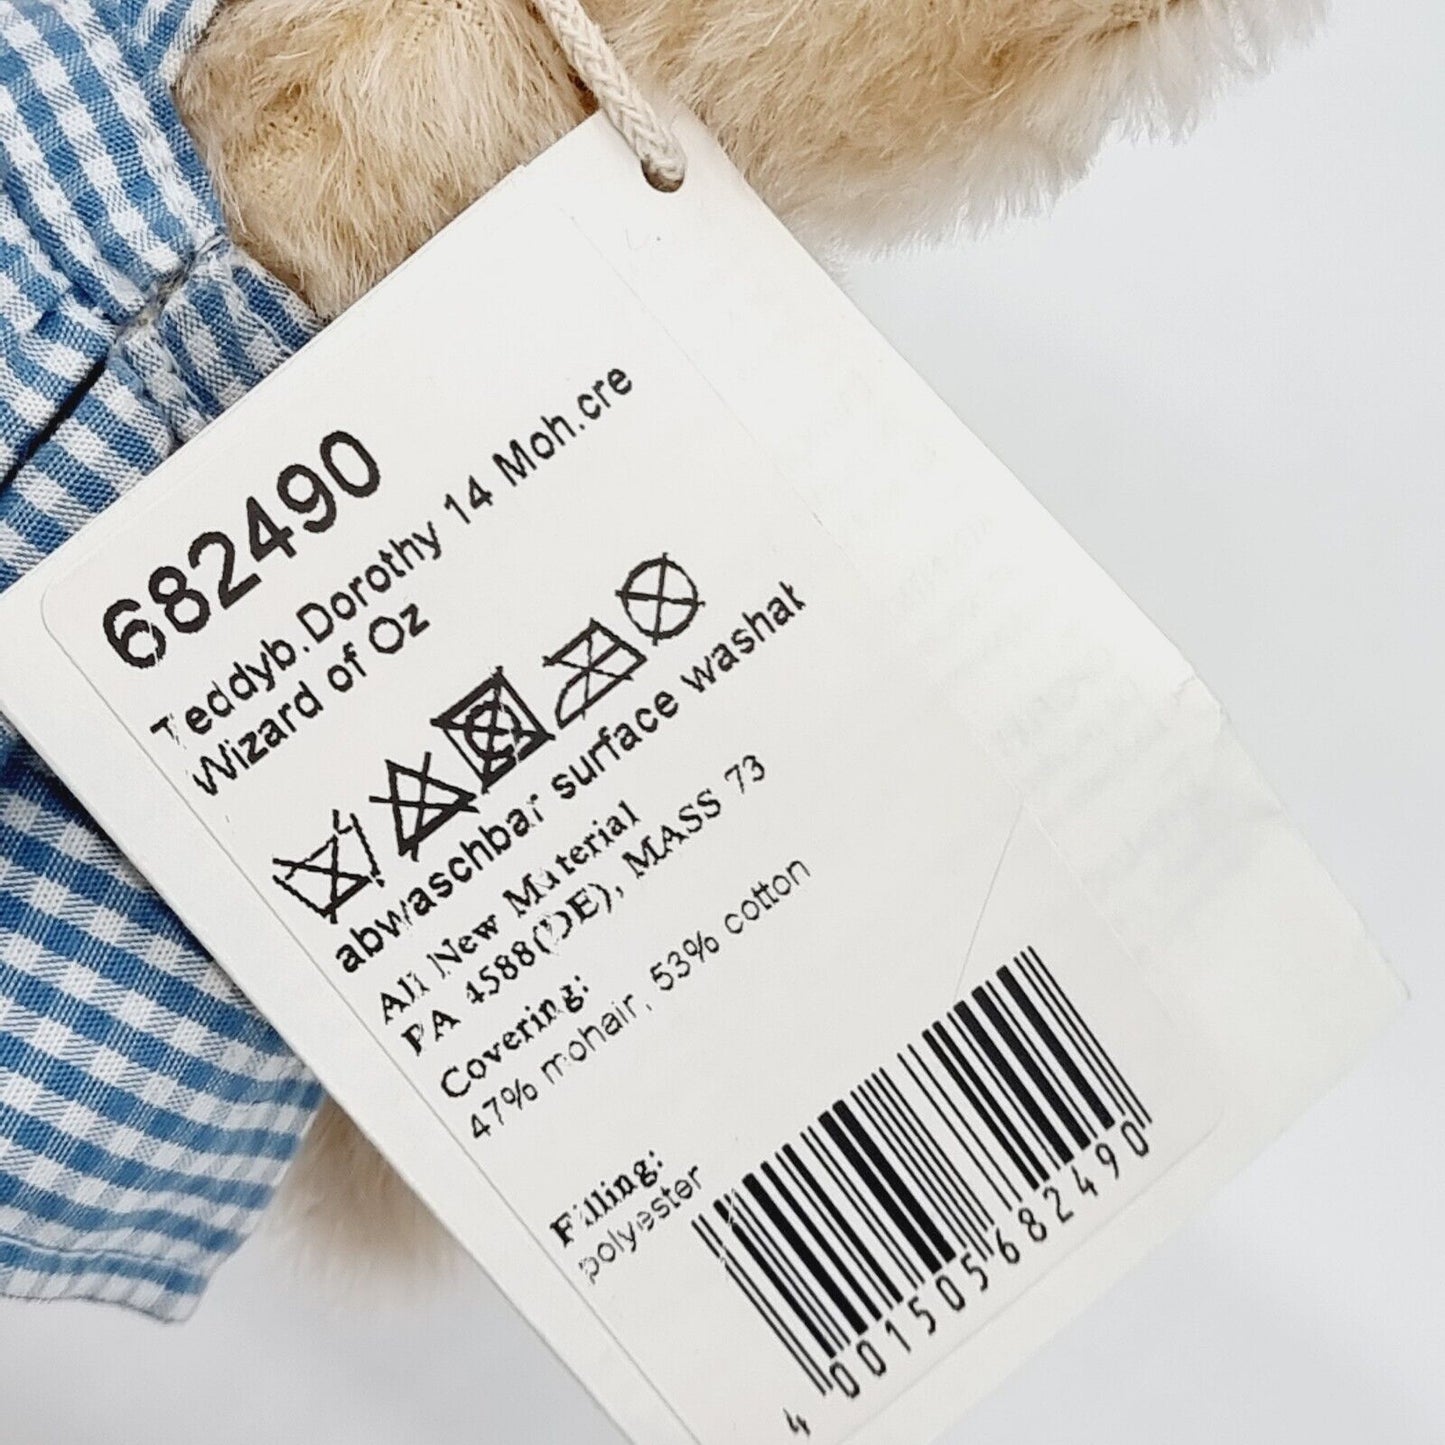 682490
Teddyb.Dorothy 14 Moh.cre
Wizard of Oz
abwaschbar surface washab
All New Material
PA 4588(DE), MASS 73
Covering:
47% mohair, 53% cotton
Filling:
polyester
4 001505 682490